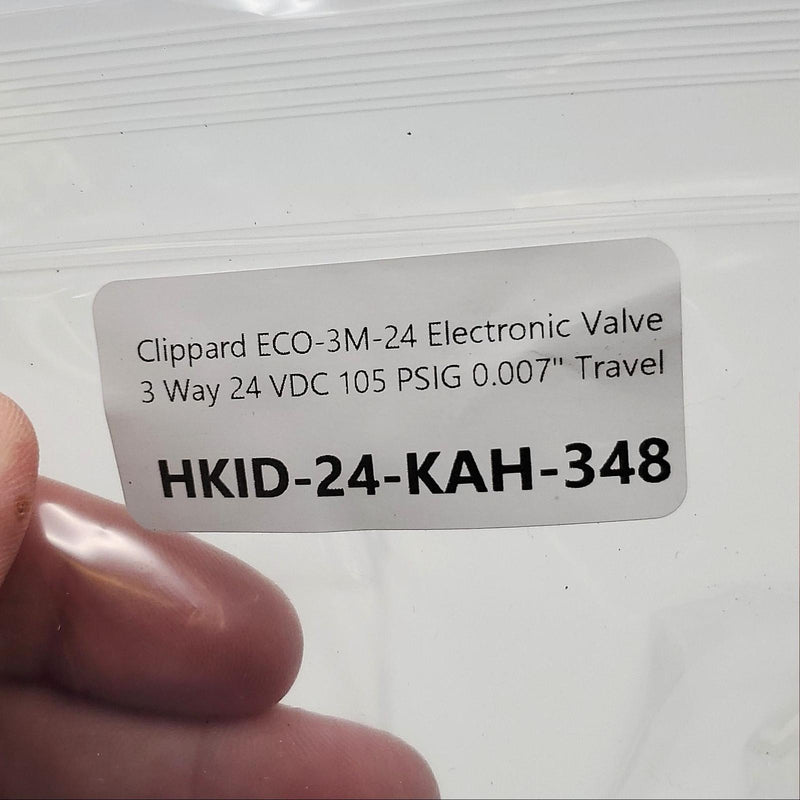 Clippard ECO-3M-24 Electronic Valve
3 Way 24 VDC 105 PSIG 0.007" Travel
HKID-24-KAH-348